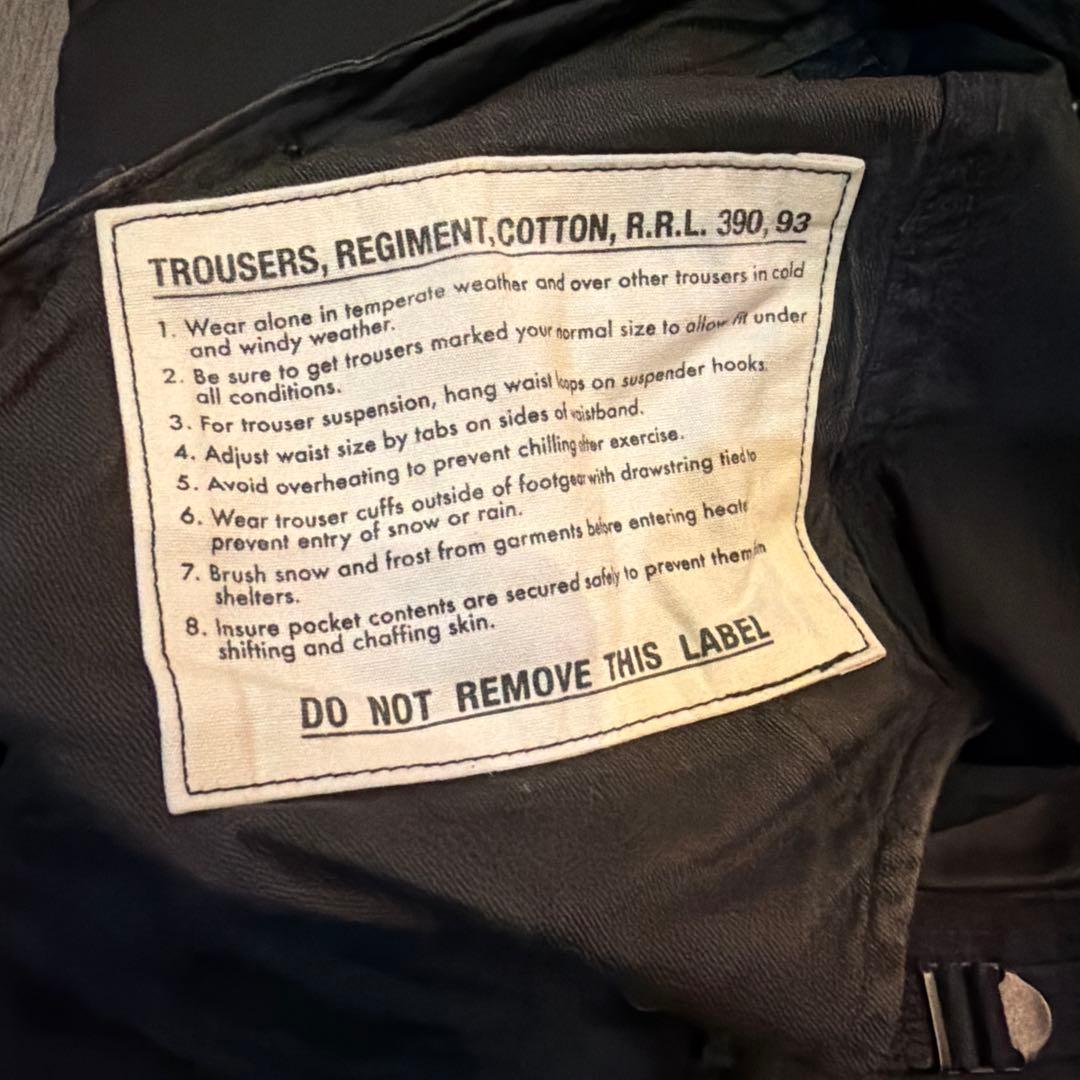 TROUSERS, REGIMENT, COTTON, R.R.L. 390, 93
1. Wear alone in temperate weather and over other trousers in cold
and windy weather.
2. Be sure to get trousers marked your normal size to allow fit under
all conditions.
3. For trouser suspension, hang waist loops on suspender hooks.
4. Adjust waist size by tabs on sides of waistband.
5. Avoid overheating to prevent chilling after exercise.
6. Wear trouser cuffs outside of footgear with drawstring tied to
prevent entry of snow or rain.
7. Brush snow and frost from garments before entering
shelters.
8. Insure pocket contents are secured safely to prevent them
shifting and chaffing skin.
DO NOT REMOVE THIS LABEL